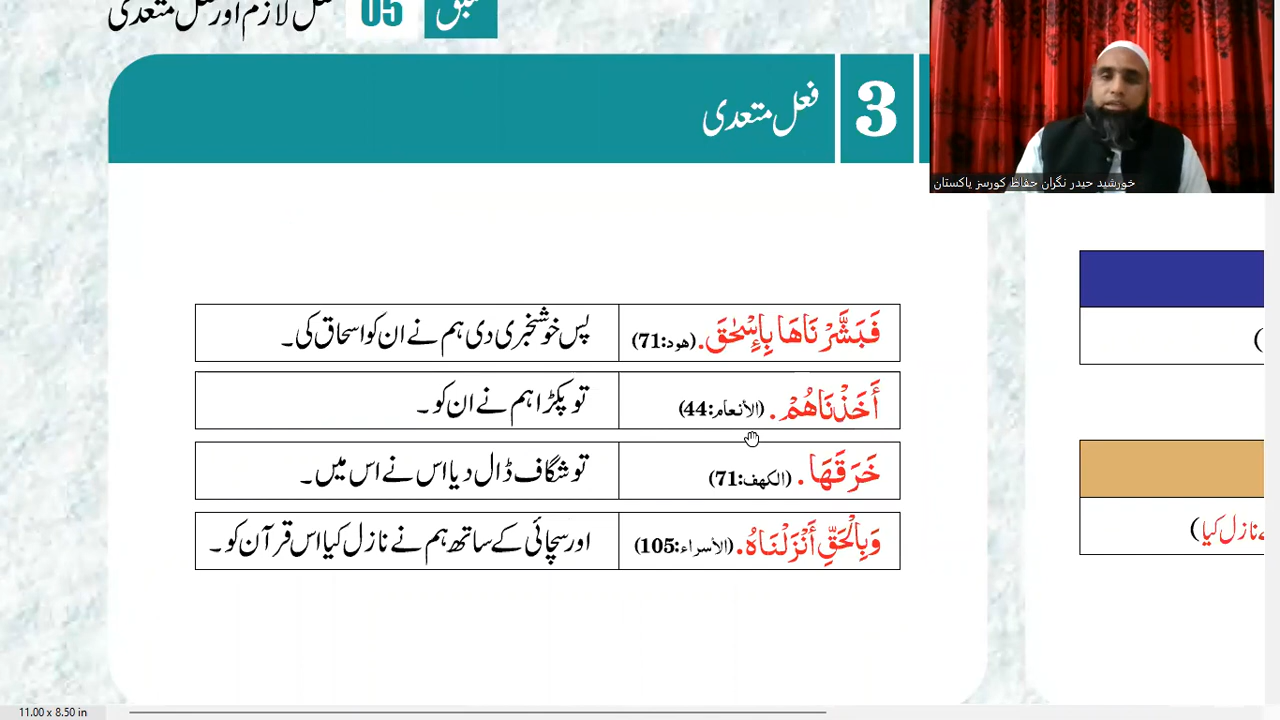 سبق 05 فعل لازم اور فعل متعدی
3 فعل متعدی
خورشید حیدر نگران حفاظ کورسز پاکستان
فَبَشَّرْنَاهَا بِإِسْحٰقَ. (هود:71) پس خوشخبری دی ہم نے ان کو اسحاق کی۔
أَخَذْنَاهُمْ. (الأنعام:44) تو پکڑا ہم نے ان کو۔
خَرَقَهَا. (الكهف:71) تو شگاف ڈال دیا اس نے اس میں۔
وَبِالْحَقِّ أَنْزَلْنَاهُ. (الأسراء:105) اور سچائی کے ساتھ ہم نے نازل کیا اس قرآن کو۔
)
نازل کیا)
11.00 x 8.50 in